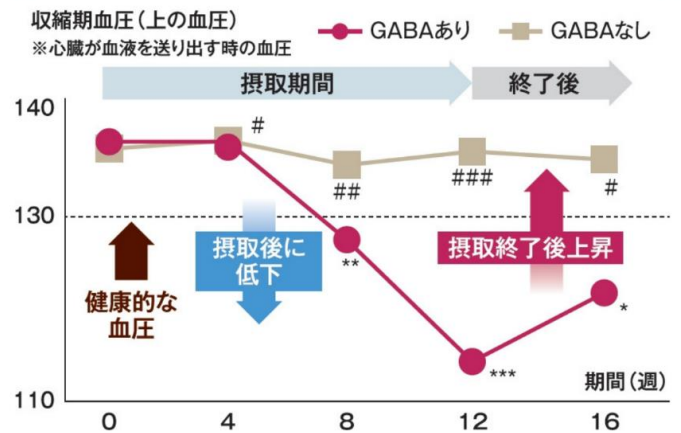 収縮期血圧（上の血圧）
※心臓が血液を送り出す時の血圧
GABAあり
GABAなし
摂取期間
終了後
140
130
110
#
##
###
#
**
***
*
摂取後に
低下
摂取終了後上昇
健康的な
血圧
期間（週）
0 4 8 12 16